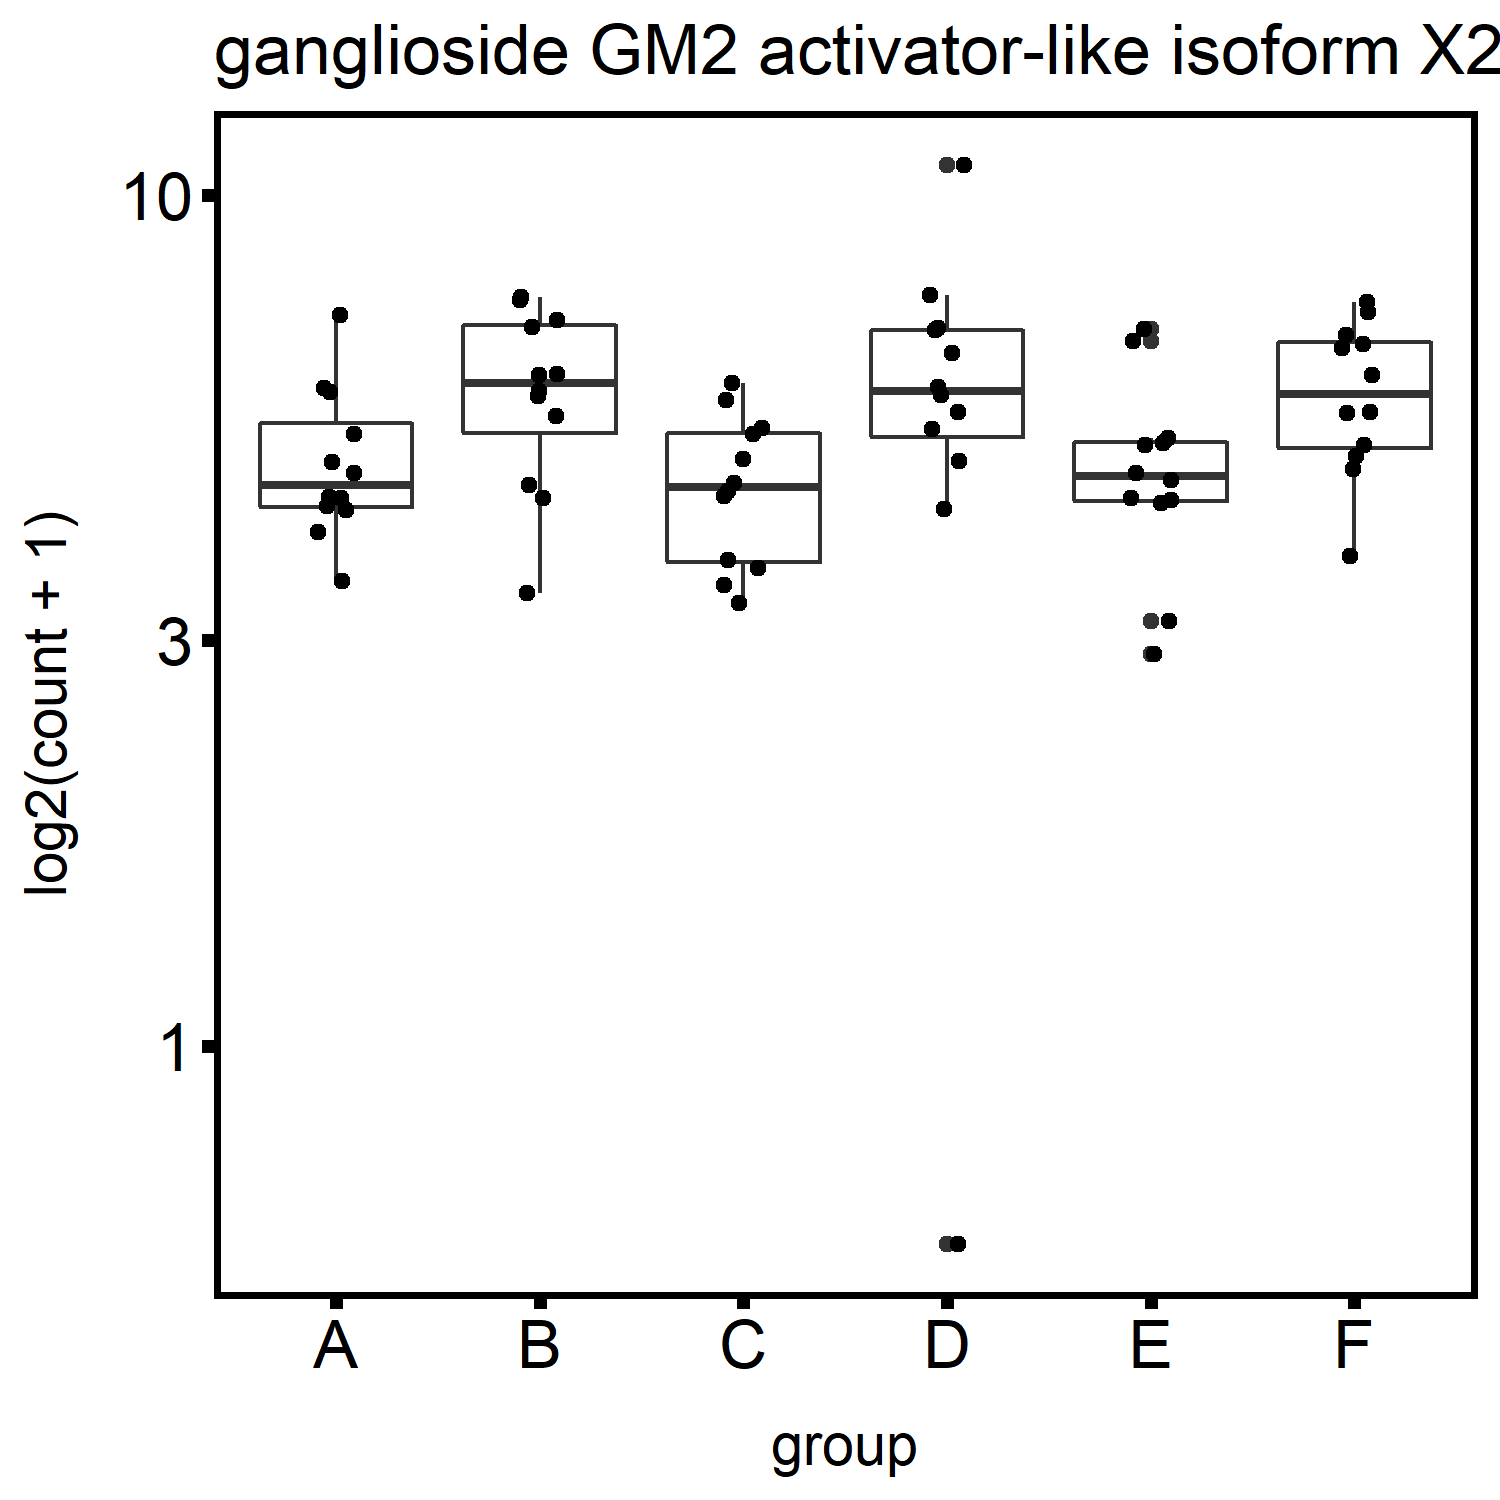 ganglioside GM2 activator-like isoform X2
10
3
1
log2(count + 1)
A B C D E F
group